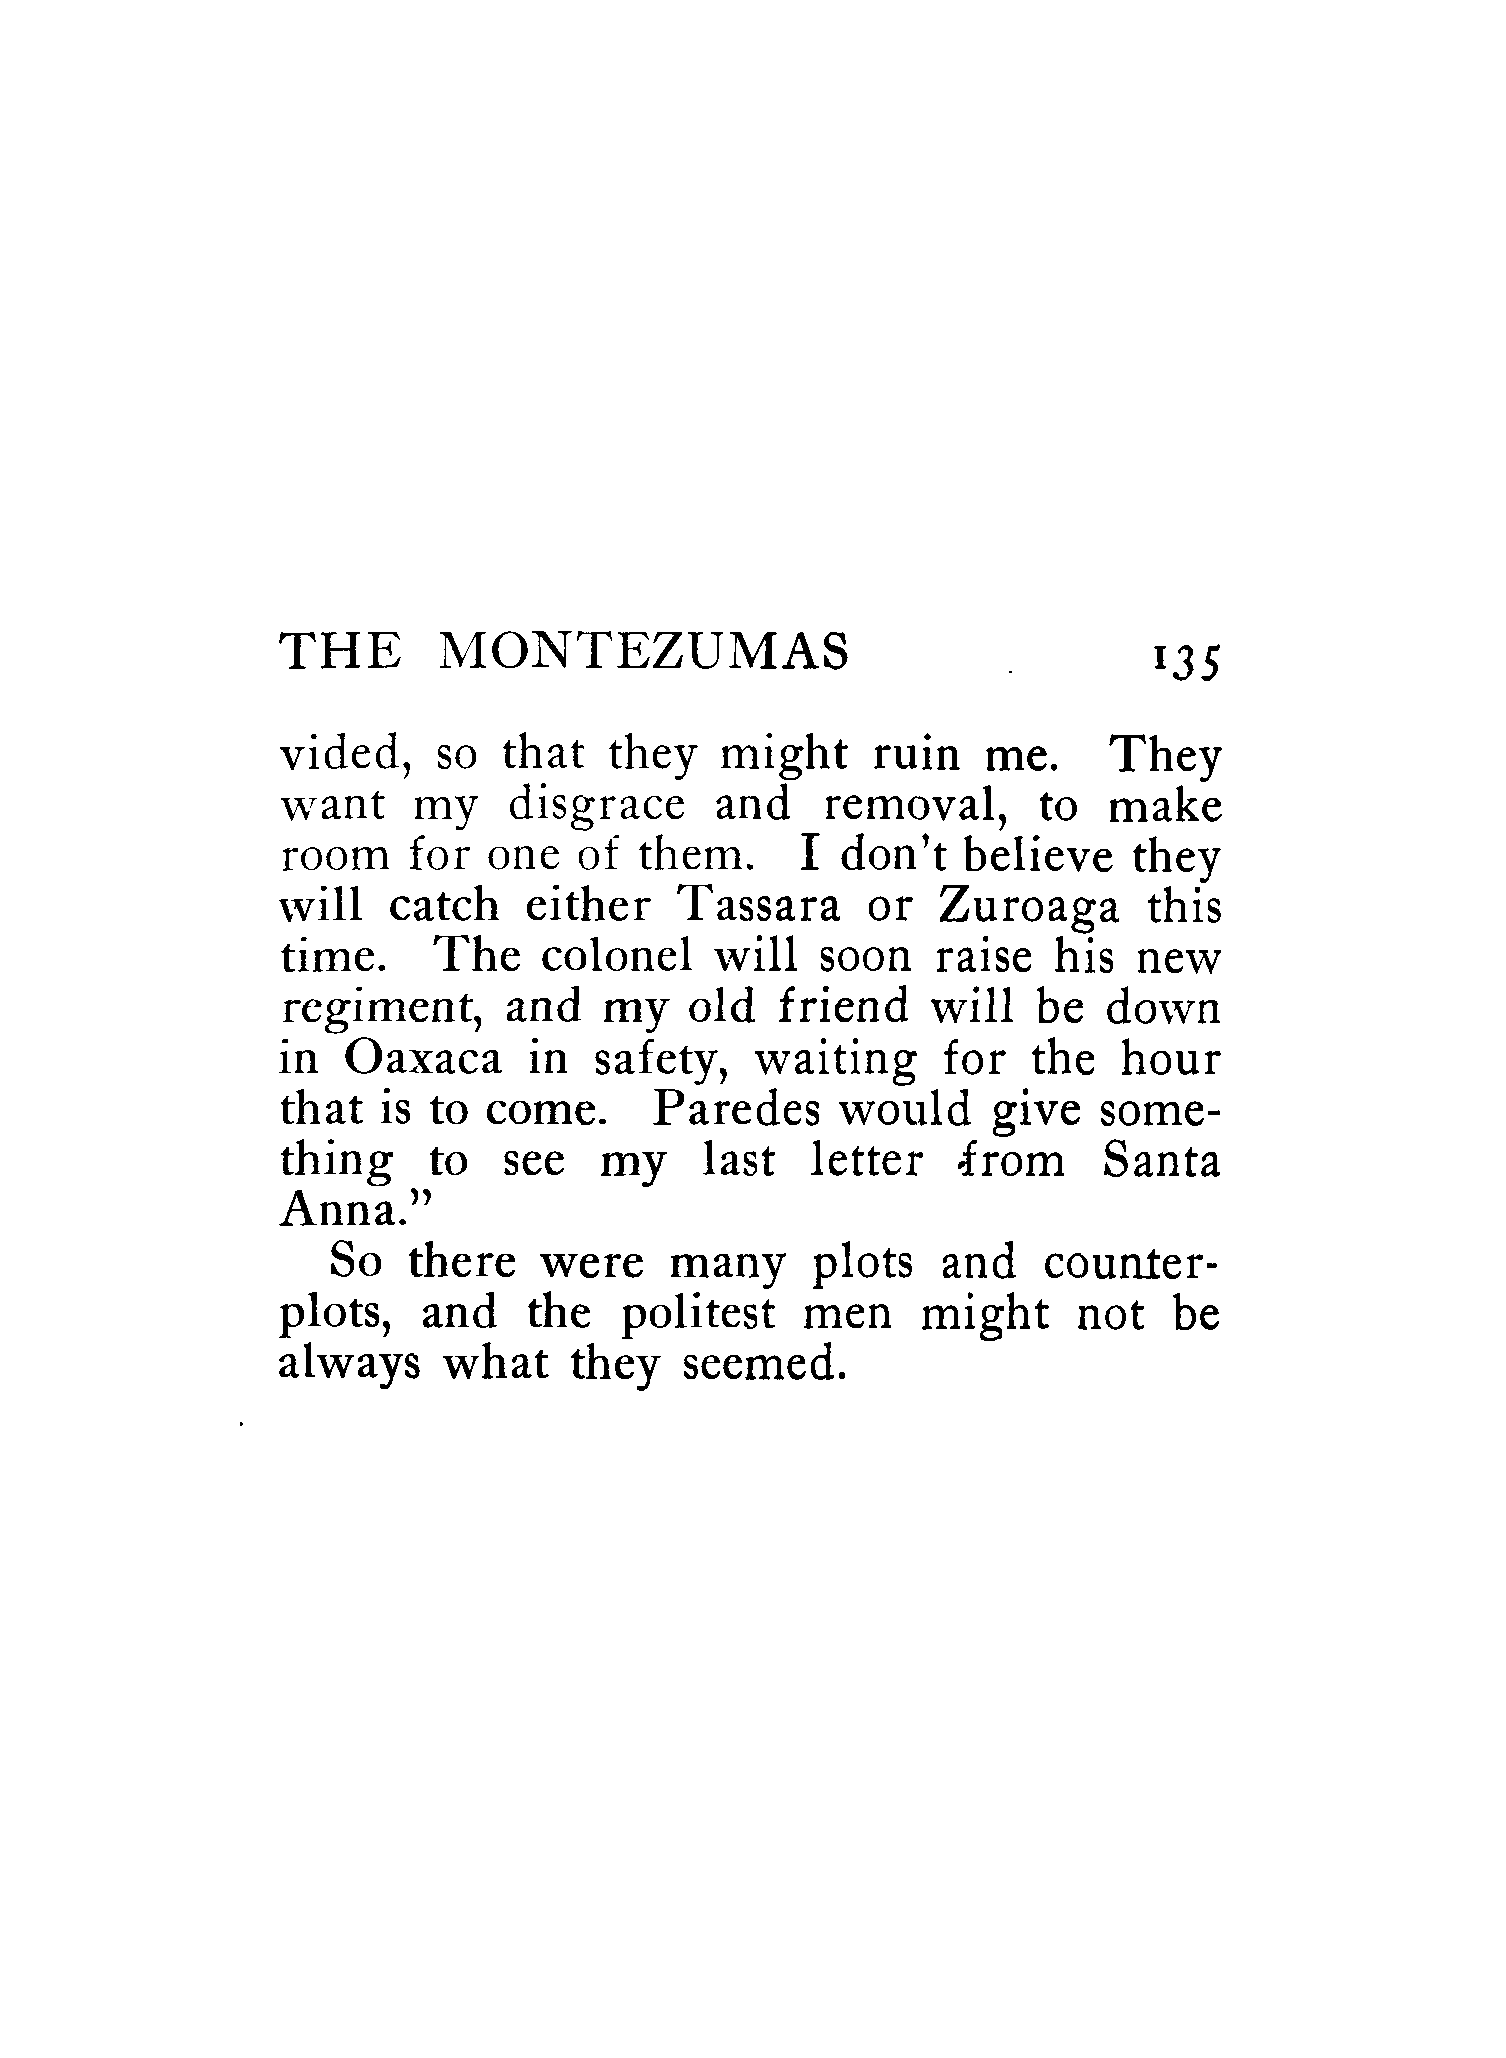 THE MONTEZUMAS 135
vided, so that they might ruin me. They
want my disgrace and removal, to make
room for one of them. I don't believe they
will catch either Tassara or Zuroaga this
time. The colonel will soon raise his new
regiment, and my old friend will be down
in Oaxaca in safety, waiting for the hour
that is to come. Paredes would give some-
thing to see my last letter from Santa
Anna."
So there were many plots and counter-
plots, and the politest men might not be
always what they seemed.